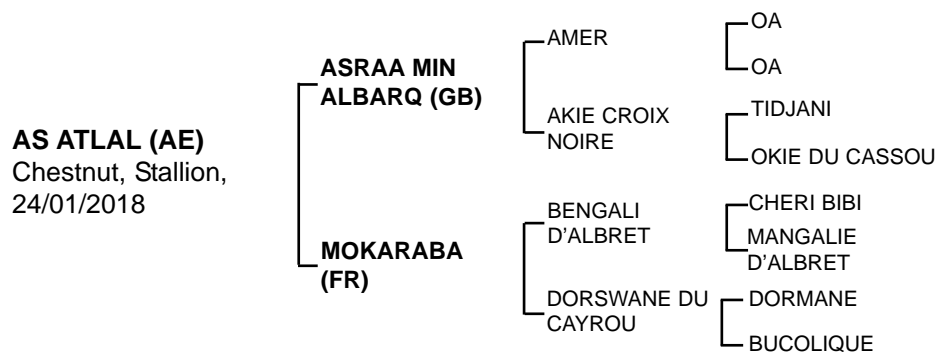 AS ATLAL (AE)
Chestnut, Stallion,
24/01/2018
ASRAA MIN
ALBARQ (GB)
MOKARABA
(FR)
AMER
AKIE CROIX
NOIRE
BENGALI
D'ALBRET
DORSWANE DU
CAYROU
OA
OA
TIDJANI
OKIE DU CASSOU
CHERI BIBI
MANGALIE
D'ALBRET
DORMANE
BUCOLIQUE